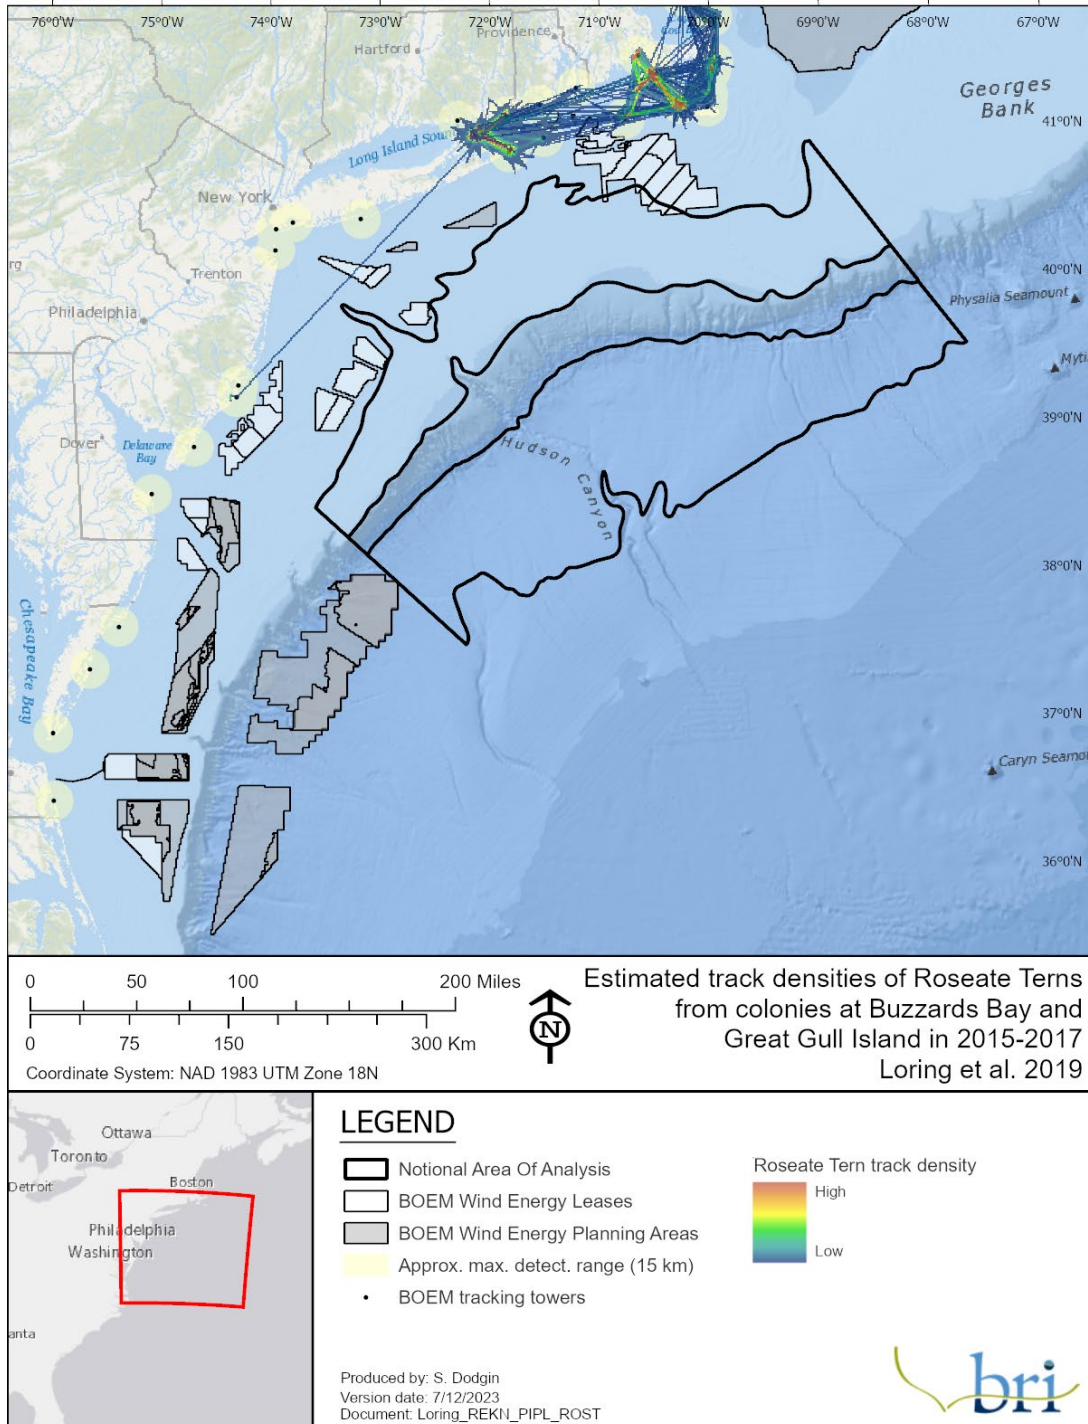 76°0'W
75°0'W
74°0'W
73°0'W
72°0'W
71°0'W
70°0'W
69°0'W
68°0'W
67°0'W
Hartford
Providence
Georges
Bank
41°0'N
Long Island Sou
New York
40°0'N
rg
Trenton
Physalia Seamount
Philadelphia
Myti
39°0'N
Dover
Delaware
Bay
Hudson Canyon
38°0'N
Chesapeake Bay
37°0'N
Caryn Seamou
36°0'N
0 50 100 200 Miles
0 75 150 300 Km
Coordinate System: NAD 1983 UTM Zone 18N
N
Estimated track densities of Roseate Terns
from colonies at Buzzards Bay and
Great Gull Island in 2015-2017
Loring et al. 2019
Ottawa
Toronto
Detroit
Boston
Philadelphia
Washington
anta
LEGEND
Notional Area Of Analysis
BOEM Wind Energy Leases
BOEM Wind Energy Planning Areas
Approx. max. detect. range (15 km)
BOEM tracking towers
Roseate Tern track density
High
Low
Produced by: S. Dodgin
Version date: 7/12/2023
Document: Loring_REKN_PIPL_ROST
bri